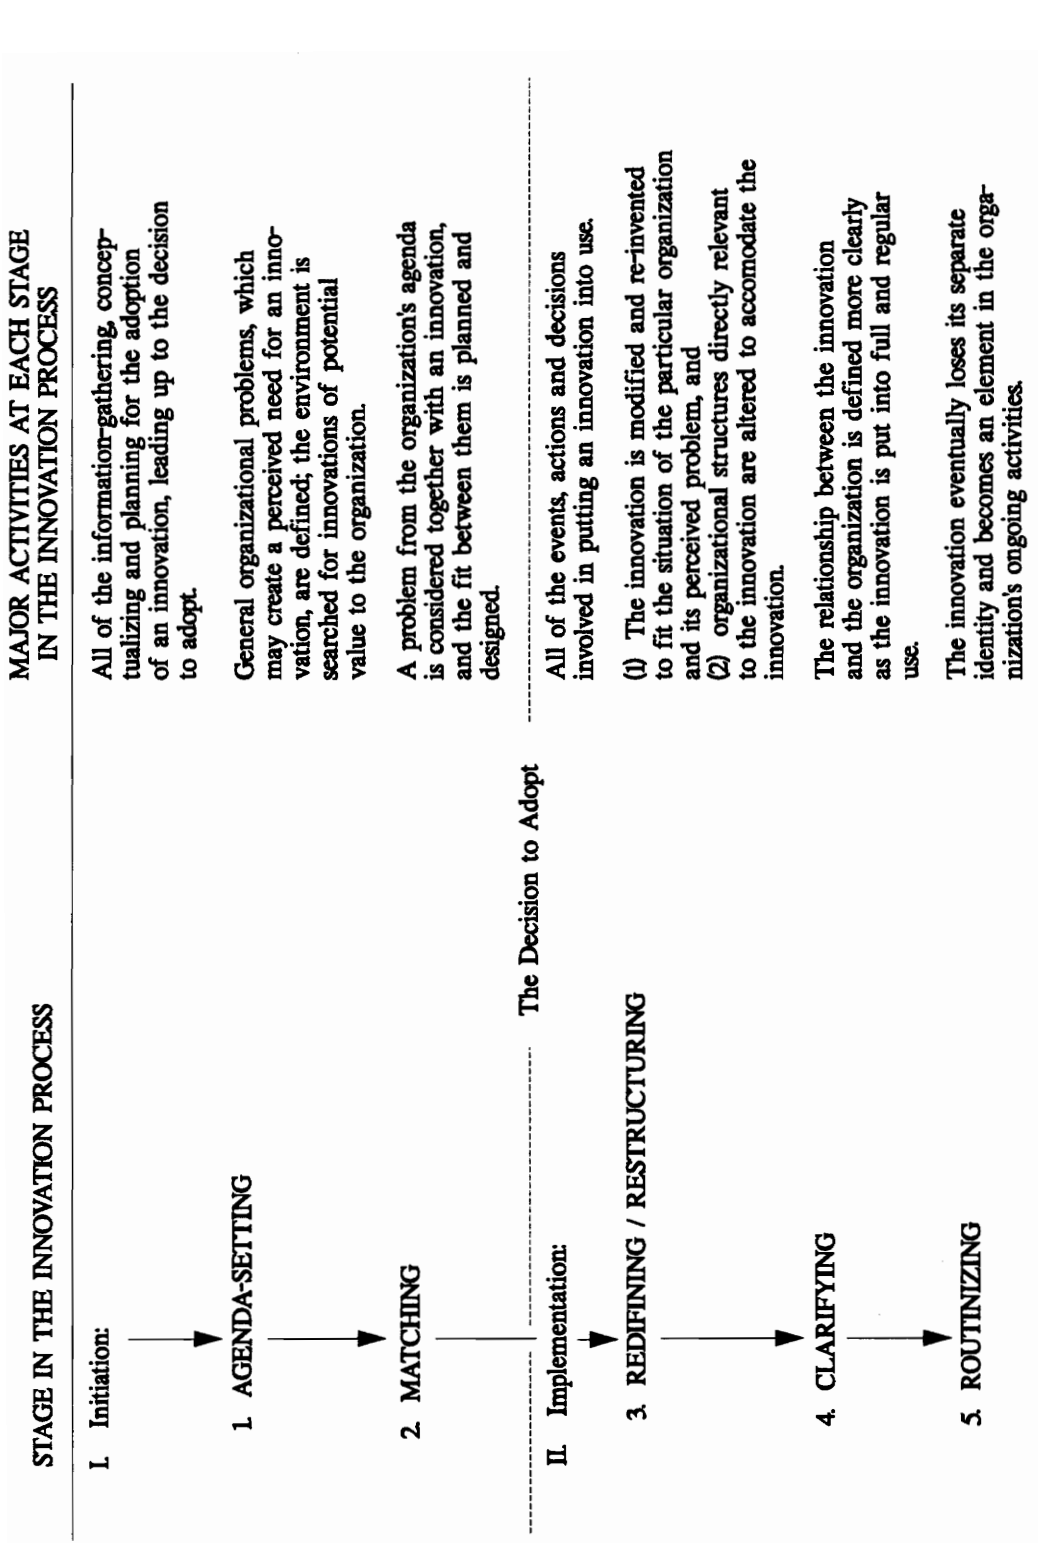 STAGE IN THE INNOVATION PROCESS
MAJOR ACTIVITIES AT EACH STAGE
IN THE INNOVATION PROCESS
I. Initiation:
All of the information-gathering, concep-
tualizing and planning for the adoption
of an innovation, leading up to the decision
to adopt.
1. AGENDA-SETTING
General organizational problems, which
may create a perceived need for an inno-
vation, are defined; the environment is
searched for innovations of potential
value to the organization.
2. MATCHING
A problem from the organization's agenda
is considered together with an innovation,
and the fit between them is planned and
designed.
The Decision to Adopt
II. Implementation:
All of the events, actions and decisions
involved in putting an innovation into use.
3. REDIFINING / RESTRUCTURING
(1) The innovation is modified and re-invented
to fit the situation of the particular organization
and its perceived problem, and
(2) organizational structures directly relevant
to the innovation are altered to accomodate the
innovation.
4. CLARIFYING
The relationship between the innovation
and the organization is defined more clearly
as the innovation is put into full and regular
use.
5. ROUTINIZING
The innovation eventually loses its separate
identity and becomes an element in the orga-
nization's ongoing activities.